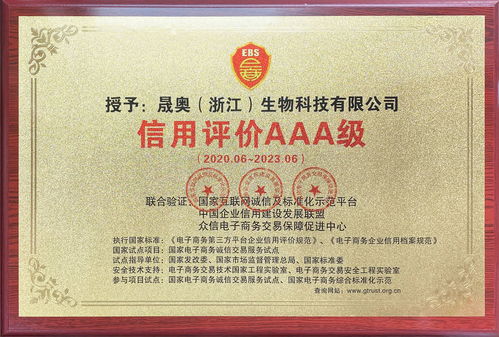 EBS
授予：晟奥（浙江）生物科技有限公司
信用评价AAA级
（2020.06~2023.06）
联合验证：国家互联网诚信及标准化示范平台
中国企业信用建设发展联盟
众信电子商务交易保障促进中心
执行国家标准：《电子商务第三方平台企业信用评价规范》、《电子商务企业信用档案规范》
国家试点项目：国家电子商务诚信交易服务试点
试点指导单位：国家发改委、国家市场监督管理总局、国家标准委
安全技术支持：电子商务交易技术国家工程实验室、电子商务交易安全工程实验室
参与项目试点：国家电子商务诚信交易服务试点、国家电子商务综合标准化示范
查询网站：www.gtrust.org.cn